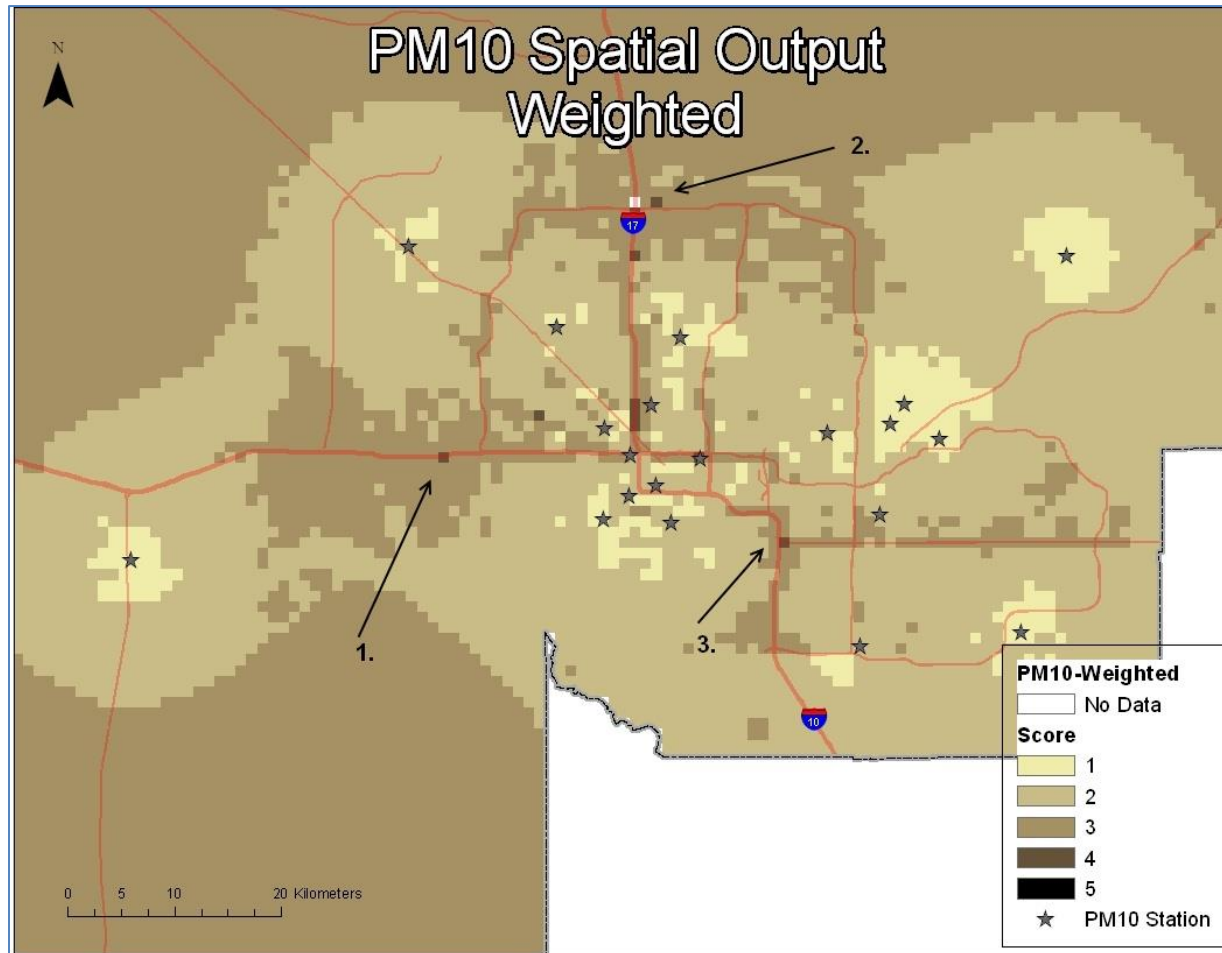 PM10 Spatial Output
Weighted
N
2.
17
1.
3.
10
0 5 10 20 Kilometers
PM10-Weighted
No Data
Score
1
2
3
4
5
PM10 Station